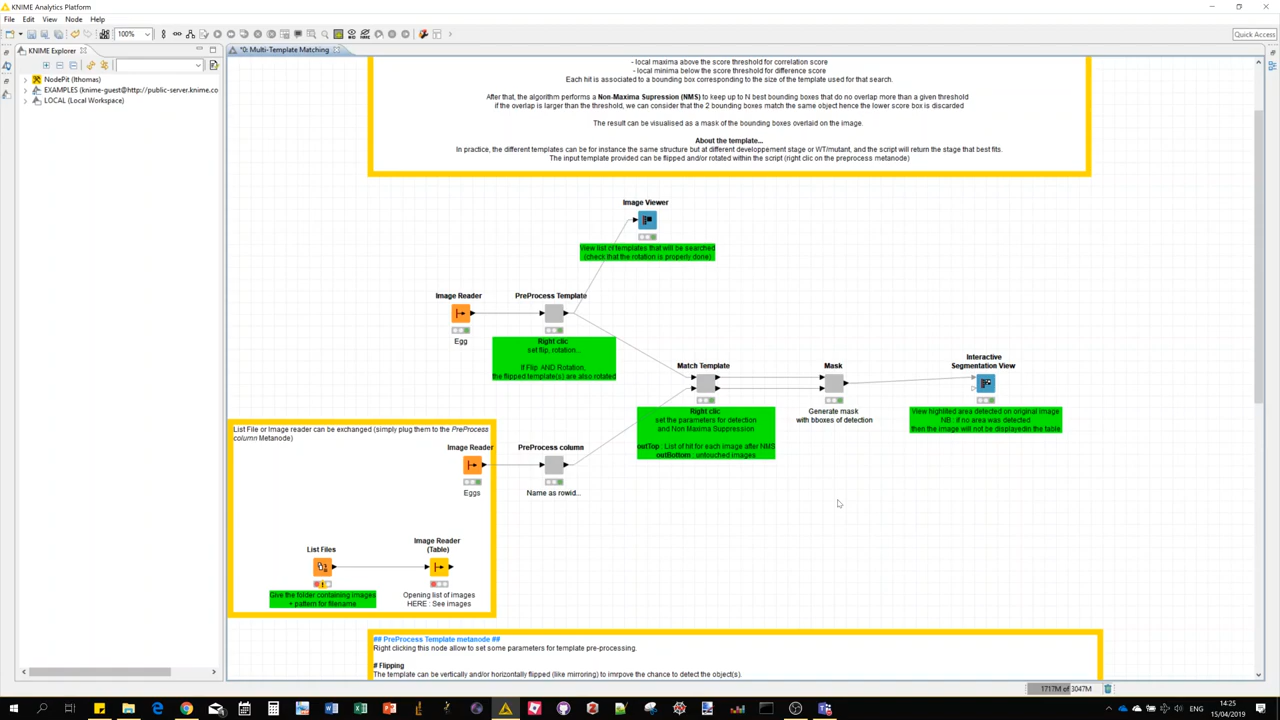 KNIME Analytics Platform
File Edit View Node Help
100%
Quick Access
KNIME Explorer
*0: Multi-Template Matching
NodePit (lthomas)
EXAMPLES (knime-guest@http://public-server.knime.co
LOCAL (Local Workspace)
- local maxima above the score threshold for correlation score
- local minima below the score threshold for difference score
Each hit is associated to a bounding box corresponding to the size of the template used for that search.
After that, the algorithm performs a Non-Maxima Supression (NMS) to keep up to N best bounding boxes that do no overlap more than a given threshold
if the overlap is larger than the threshold, we can consider that the 2 bounding boxes match the same object hence the lower score box is discarded
The result can be visualised as a mask of the bounding boxes overlaid on the image.
About the template...
In practice, the different templates can be for instance the same structure but at different developpement stage or WT/mutant, and the script will return the stage that best fits.
The input template provided can be flipped and/or rotated within the script (right clic on the preprocess metanode)
Image Viewer
View list of templates that will be searched
(check that the rotation is properly done)
Image Reader
Egg
PreProcess Template
Right clic
set flip, rotation...
If Flip AND Rotation,
the flipped template(s) are also rotated
Match Template
Right clic
set the parameters for detection
and Non Maxima Suppression
outTop : List of hit for each image after NMS
outBottom : untouched images
Mask
Generate mask
with bboxes of detection
Interactive
Segmentation View
View highlited area detected on original image
NB : if no area was detected
then the image will not be displayedin the table
List File or Image reader can be exchanged (simply plug them to the PreProcess
column Metanode)
Image Reader
Eggs
PreProcess column
Name as rowid...
List Files
Give the folder containing images
+ pattern for filename
Image Reader
(Table)
Opening list of images
HERE : See images
## PreProcess Template metanode ##
Right clicking this node allow to set some parameters for template pre-processing.
# Flipping
The template can be vertically and/or horizontally flipped (like mirroring) to imrpove the chance to detect the object(s).
1717M of 3047M
ENG
14:25
15/04/2019